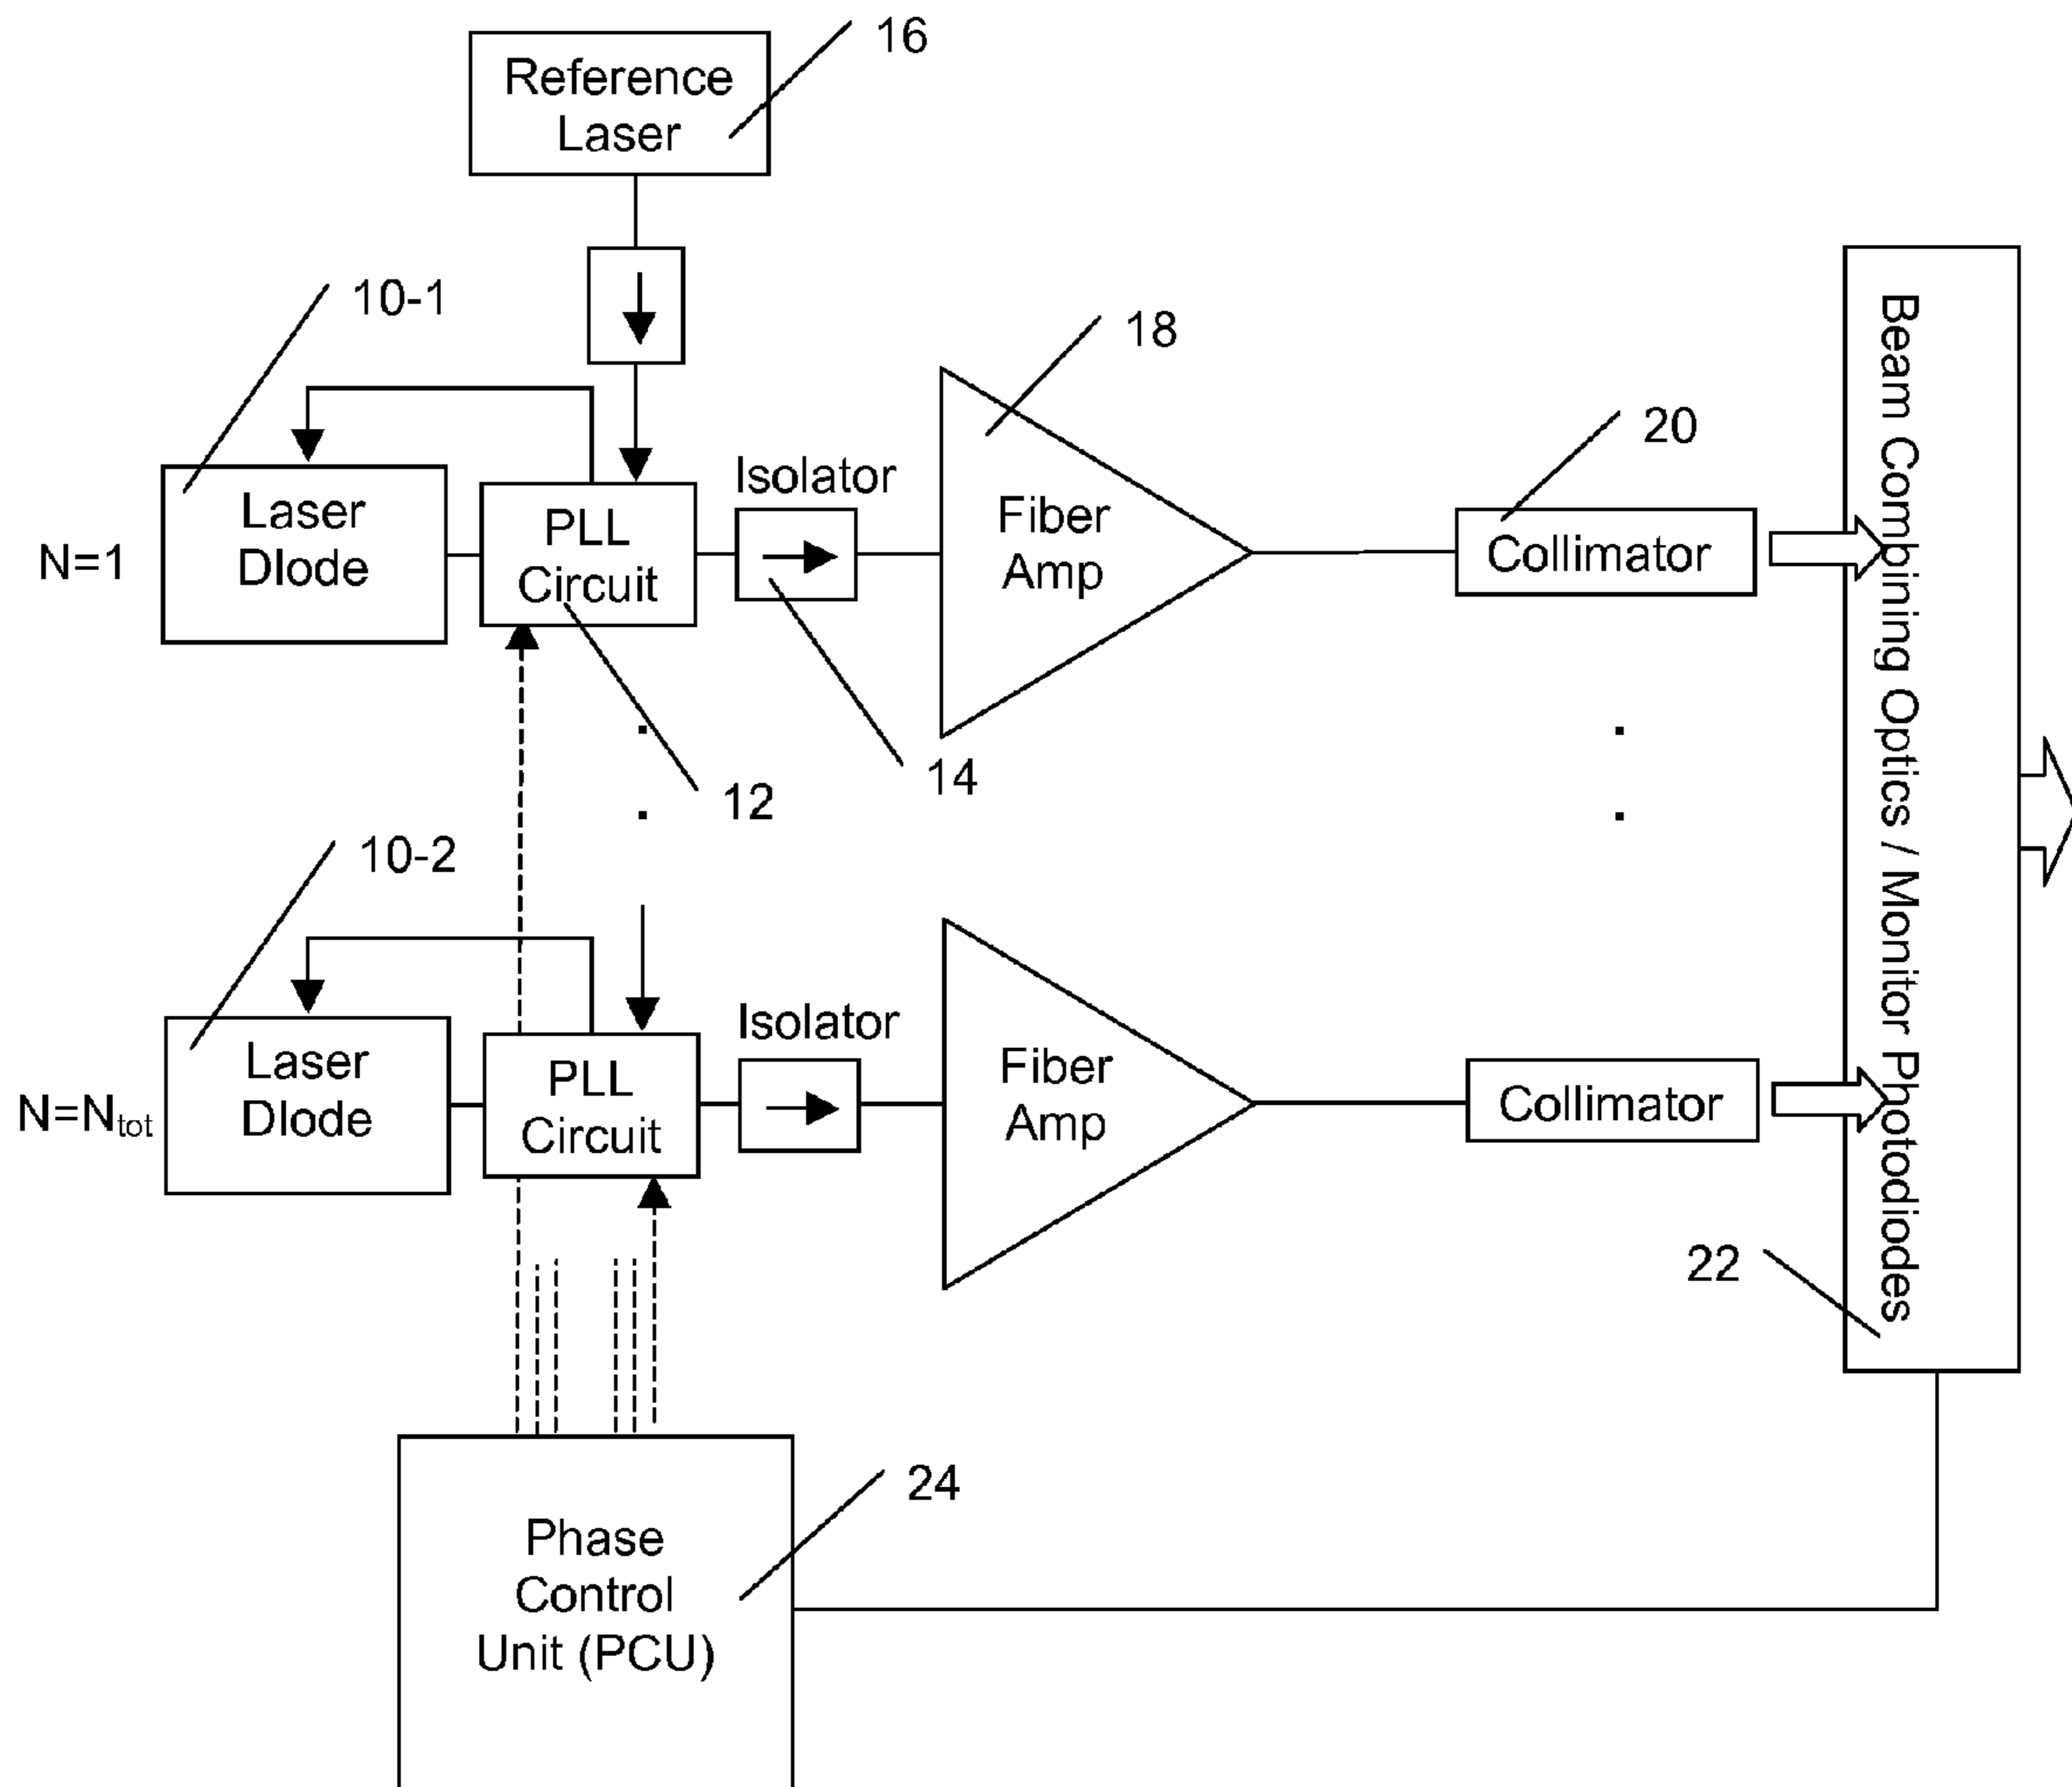 Reference
Laser
16
10-1
18
20
N=1
Laser
DIode
PLL
Circuit
Isolator
Fiber
Amp
Collimator
12
14
10-2
N=Ntot
Laser
DIode
PLL
Circuit
Isolator
Fiber
Amp
Collimator
Beam Combining Optics / Monitor Photodiodes
22
24
Phase
Control
Unit (PCU)